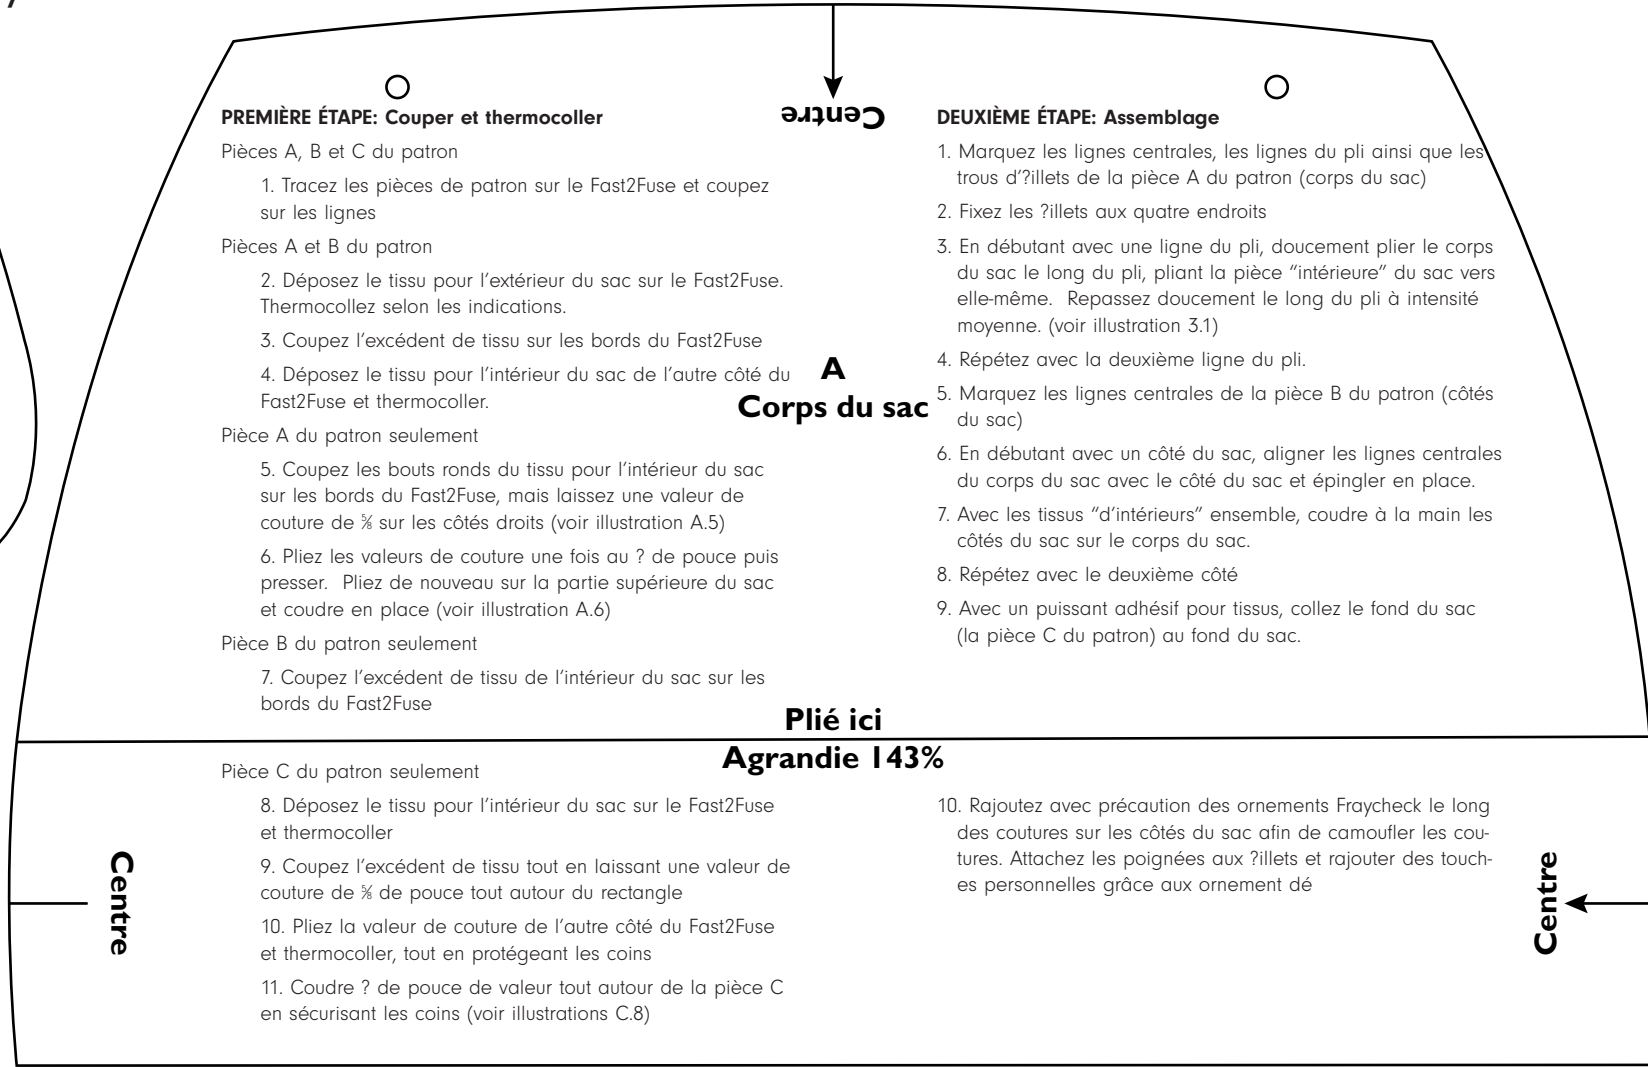 Centre
PREMIÈRE ÉTAPE: Couper et thermocoller
Pièces A, B et C du patron
1. Tracez les pièces de patron sur le Fast2Fuse et coupez
sur les lignes
Pièces A et B du patron
2. Déposez le tissu pour l'extérieur du sac sur le Fast2Fuse.
Thermocollez selon les indications.
3. Coupez l'excédent de tissu sur les bords du Fast2Fuse
4. Déposez le tissu pour l'intérieur du sac de l'autre côté du
Fast2Fuse et thermocoller.
Pièce A du patron seulement
5. Coupez les bouts ronds du tissu pour l'intérieur du sac
sur les bords du Fast2Fuse, mais laissez une valeur de
couture de ⅝ sur les côtés droits (voir illustration A.5)
6. Pliez les valeurs de couture une fois au ? de pouce puis
presser. Pliez de nouveau sur la partie supérieure du sac
et coudre en place (voir illustration A.6)
Pièce B du patron seulement
7. Coupez l'excédent de tissu de l'intérieur du sac sur les
bords du Fast2Fuse
A
Corps du sac
DEUXIÈME ÉTAPE: Assemblage
1. Marquez les lignes centrales, les lignes du pli ainsi que les
trous d'?illets de la pièce A du patron (corps du sac)
2. Fixez les ?illets aux quatre endroits
3. En débutant avec une ligne du pli, doucement plier le corps
du sac le long du pli, pliant la pièce "intérieure" du sac vers
elle-même. Repassez doucement le long du pli à intensité
moyenne. (voir illustration 3.1)
4. Répétez avec la deuxième ligne du pli.
5. Marquez les lignes centrales de la pièce B du patron (côtés
du sac)
6. En débutant avec un côté du sac, aligner les lignes centrales
du corps du sac avec le côté du sac et épingler en place.
7. Avec les tissus "d'intérieurs" ensemble, coudre à la main les
côtés du sac sur le corps du sac.
8. Répétez avec le deuxième côté
9. Avec un puissant adhésif pour tissus, collez le fond du sac
(la pièce C du patron) au fond du sac.
Plié ici
Agrandie 143%
Centre
Pièce C du patron seulement
8. Déposez le tissu pour l'intérieur du sac sur le Fast2Fuse
et thermocoller
9. Coupez l'excédent de tissu tout en laissant une valeur de
couture de ⅝ de pouce tout autour du rectangle
10. Pliez la valeur de couture de l'autre côté du Fast2Fuse
et thermocoller, tout en protégeant les coins
11. Coudre ? de pouce de valeur tout autour de la pièce C
en sécurisant les coins (voir illustrations C.8)
10. Rajoutez avec précaution des ornements Fraycheck le long
des coutures sur les côtés du sac afin de camoufler les cou-
tures. Attachez les poignées aux ?illets et rajouter des touch-
es personnelles grâce aux ornement dé
Centre